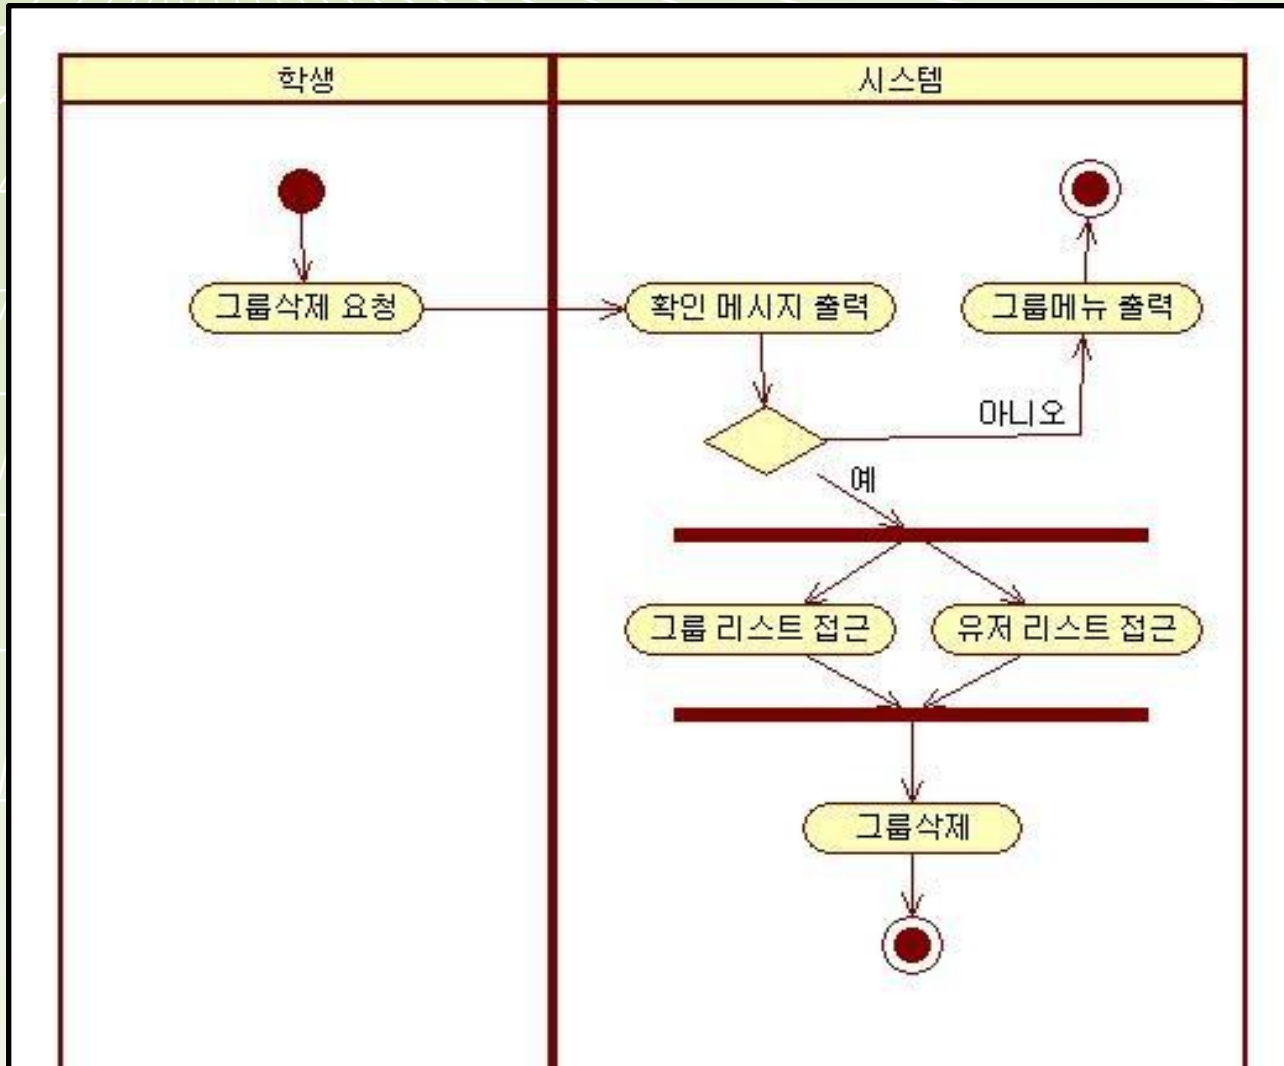 학생
시스템
그룹삭제 요청
확인 메시지 출력
그룹메뉴 출력
아니오
예
그룹 리스트 접근
유저 리스트 접근
그룹삭제